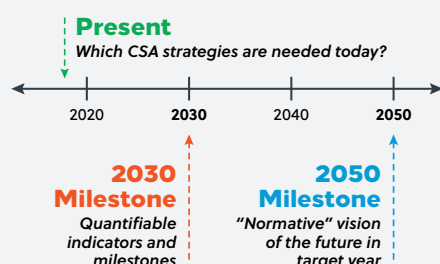 Present
Which CSA strategies are needed today?
2020 2030 2040 2050
2030
Milestone
Quantifiable
indicators and
milestones
2050
Milestone
"Normative" vision
of the future in
target year